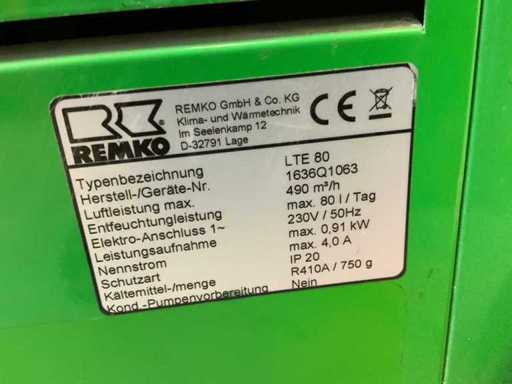 REMKO
REMKO GmbH & Co. KG
Klima- und Wärmetechnik
Im Seelenkamp 12
D-32791 Lage
CE
Typenbezeichnung LTE 80
Herstell-/Geräte-Nr. 1636Q1063
Luftleistung max. 490 m³/h
Entfeuchtungleistung max. 80 l / Tag
Elektro-Anschluss 1~ 230V / 50Hz
Leistungsaufnahme max. 0,91 kW
Nennstrom max. 4,0 A
Schutzart IP 20
Kältemittel-/menge R410A / 750 g
Kond.-Pumpenvorbereitung Nein